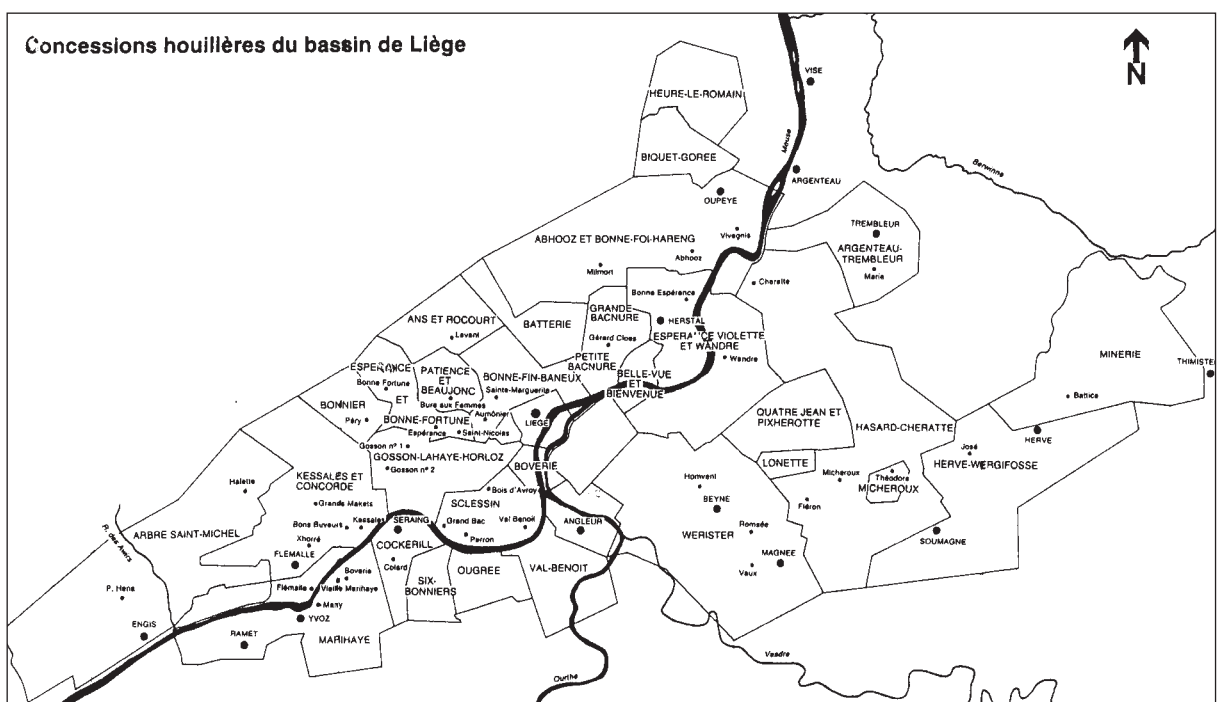 Concessions houillères du bassin de Liège
N
VISE
HEURE-LE-ROMAIN
Meuse
BIQUET-GOREE
Berwinne
ARGENTEAU
OUPEYE
TREMBLEUR
Vivegnis
ABHOOZ ET BONNE-FOI-HARENG
ARGENTEAU-
TREMBLEUR
Abhooz
Milmort
Marie
Cheratte
Bonne Espérance
GRANDE
BACNURE
ANS ET ROCOURT
BATTERIE
HERSTAL
Levant
Gérard Cloes
ESPERANCE VIOLETTE
ET WANDRE
Wandre
MINERIE
THIMISTER
PETITE
BACNURE
ESPERANCE
Bonne Fortune
ET
BONNE-FORTUNE
PATIENCE
ET
BEAUJONC
Bure aux Femmes
BONNE-FIN-BANEUX
Sainte-Marguerite
BELLE-VUE
ET
BIENVENUE
Battice
BONNIER
Péry
Aumônier
LIEGE
QUATRE JEAN ET
PIXHEROTTE
HASARD-CHERATTE
Espérance
Saint-Nicolas
HERVE
Gosson n° 1
GOSSON-LAHAYE-HORLOZ
Gosson n° 2
BOVERIE
LONETTE
José
HERVE-WERGIFOSSE
KESSALES ET
CONCORDE
Halette
Homvent
Micheroux
Théodore
MICHEROUX
Bois d'Avroy
BEYNE
Fléron
Grands Makets
SCLESSIN
Bons Buveurs
Kessales
SERAING
Grand Bac
Val Benoit
ANGLEUR
Romsée
ARBRE SAINT-MICHEL
R. des Awirs
Xhorré
COCKERILL
Perron
WERISTER
SOUMAGNE
FLEMALLE
Colard
MAGNEE
Boverie
OUGREE
VAL-BENOIT
Vaux
SIX-
BONNIERS
Flémalle
Vieille Marihaye
P. Hena
Many
YVOZ
ENGIS
RAMET
MARIHAYE
Vesdre
Ourthe